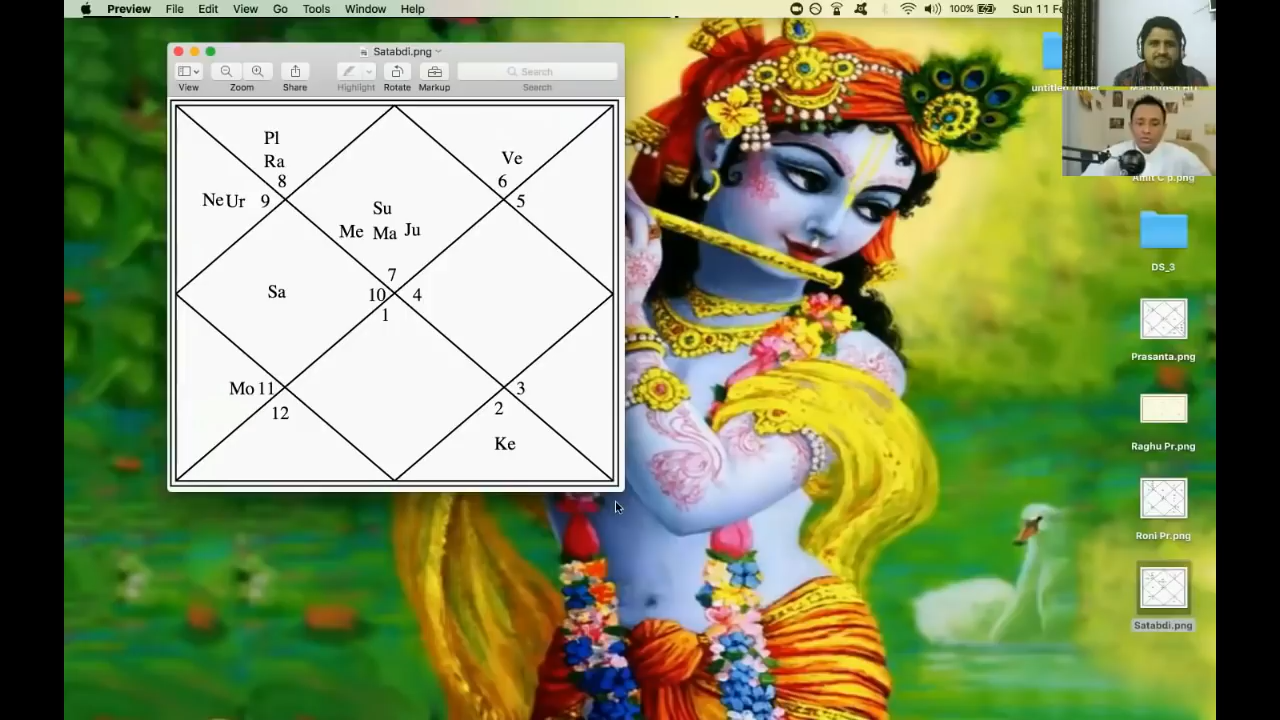 Preview File Edit View Go Tools Window Help 100% Sun 11 Fe
Satabdi.png
Search
View Zoom Share Highlight Rotate Markup Search
Pl
Ra
8
Ne Ur 9
Ve
6
5
Su
Me Ma Ju
7
Sa
10 4
1
Mo 11
12
3
2
Ke
DS_3
Prasanta.png
Raghu Pr.png
Roni Pr.png
Satabdi.png